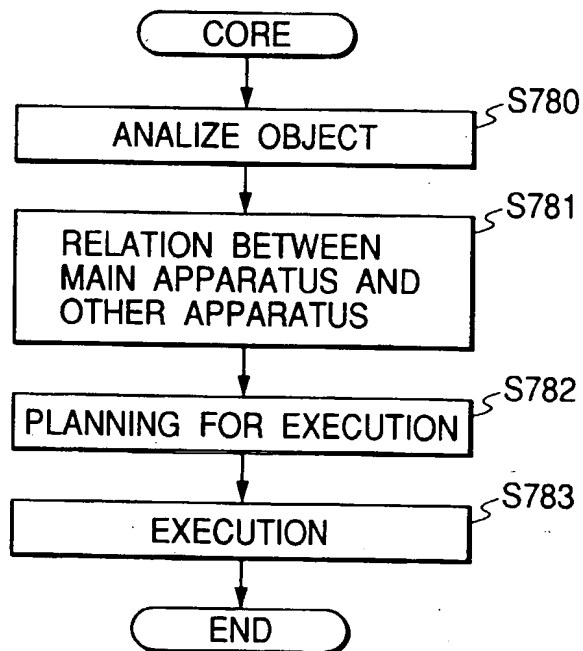 CORE
S780
ANALIZE OBJECT
S781
RELATION BETWEEN
MAIN APPARATUS AND
OTHER APPARATUS
S782
PLANNING FOR EXECUTION
S783
EXECUTION
END